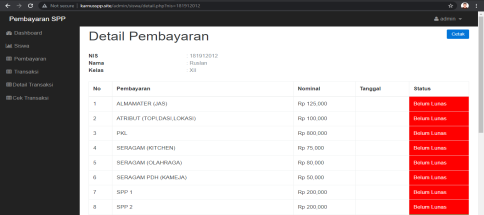 Not secure | kamusspp.site/admin/siswa/detail.php?nis=181912012
Pembayaran SPP
admin
Dashboard
Siswa
Pembayaran
Transaksi
Detail Transaksi
Cek Transaksi
Detail Pembayaran
Cetak
NIS : 181912012
Nama : Ruslan
Kelas : XII
No Pembayaran Nominal Tanggal Status
1 ALMAMATER (JAS) Rp 125,000 Belum Lunas
2 ATRIBUT (TOPI,DASI,LOKASI) Rp 100,000 Belum Lunas
3 PKL Rp 800,000 Belum Lunas
4 SERAGAM (KITCHEN) Rp 75,000 Belum Lunas
5 SERAGAM (OLAHRAGA) Rp 80,000 Belum Lunas
6 SERAGAM PDH (KAMEJA) Rp 50,000 Belum Lunas
7 SPP 1 Rp 200,000 Belum Lunas
8 SPP 2 Rp 200,000 Belum Lunas